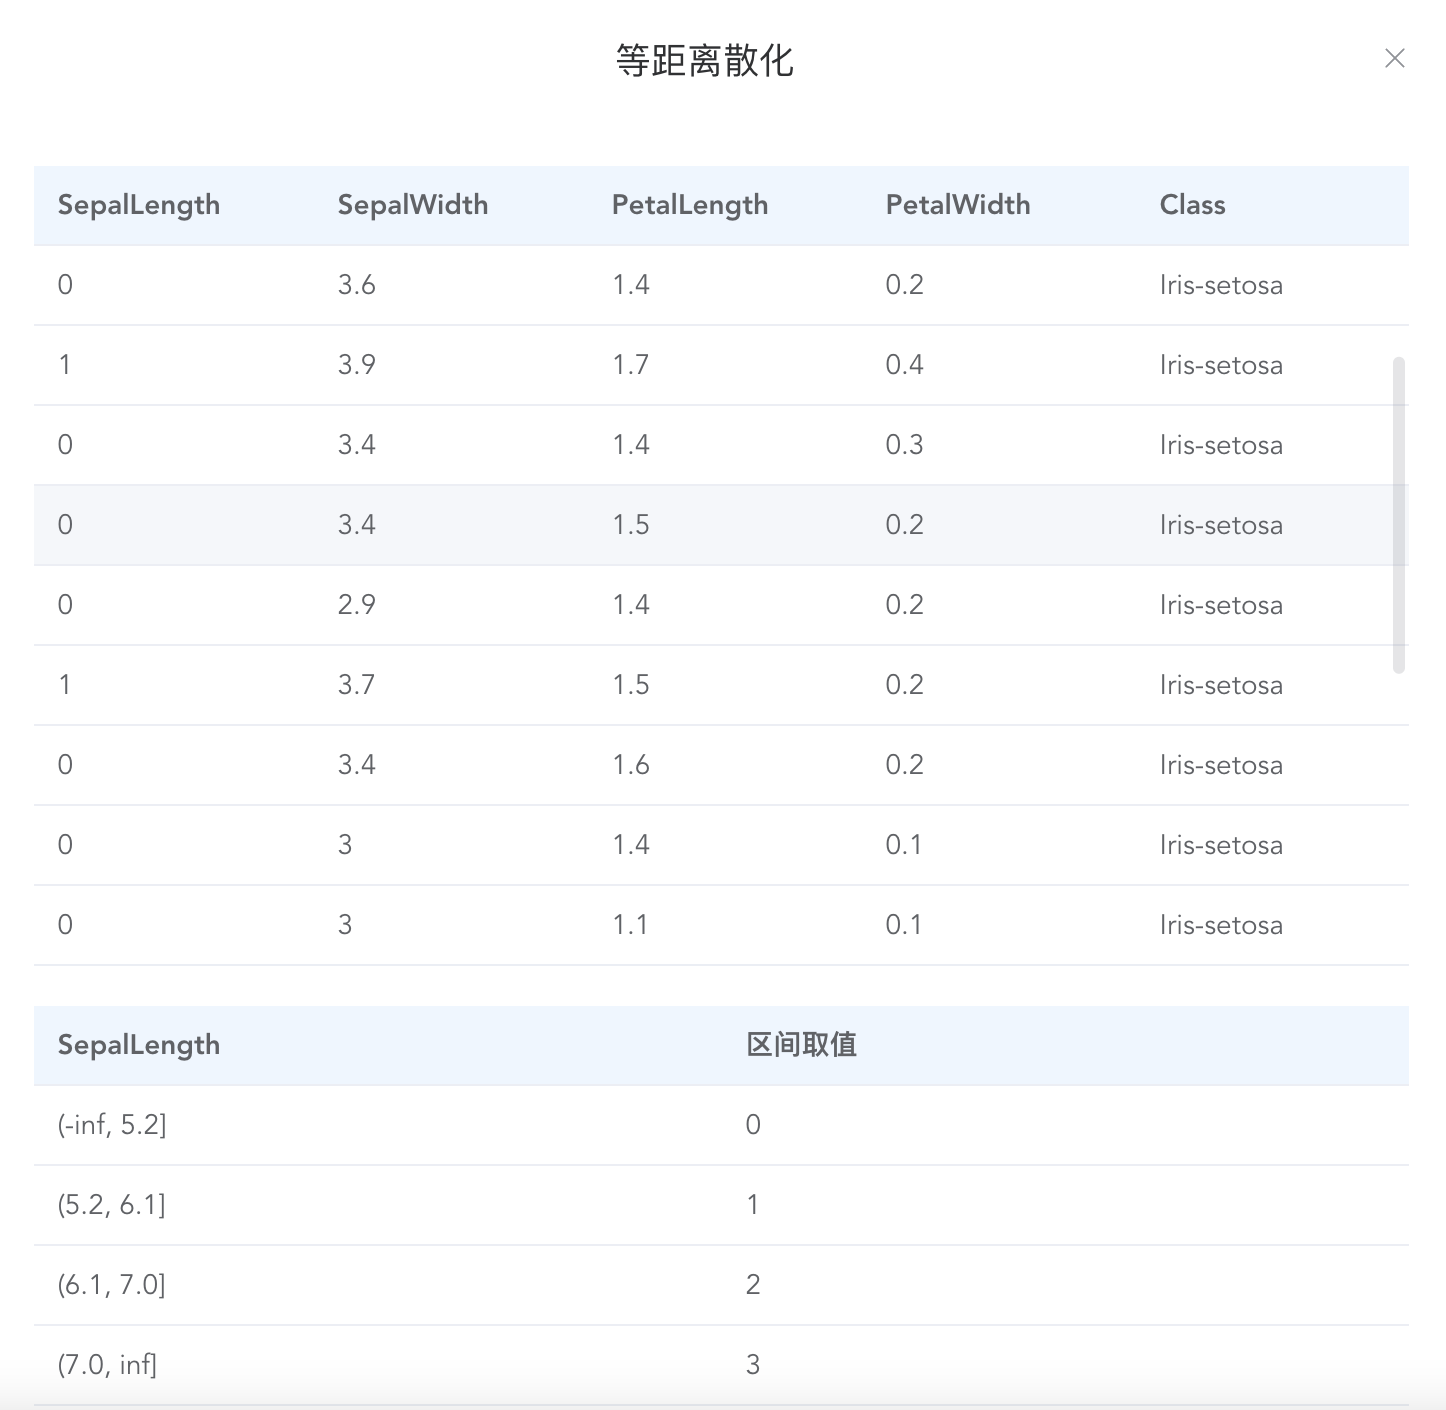 等距离散化
SepalLength SepalWidth PetalLength PetalWidth Class
0 3.6 1.4 0.2 Iris-setosa
1 3.9 1.7 0.4 Iris-setosa
0 3.4 1.4 0.3 Iris-setosa
0 3.4 1.5 0.2 Iris-setosa
0 2.9 1.4 0.2 Iris-setosa
1 3.7 1.5 0.2 Iris-setosa
0 3.4 1.6 0.2 Iris-setosa
0 3 1.4 0.1 Iris-setosa
0 3 1.1 0.1 Iris-setosa
SepalLength 区间取值
(-inf, 5.2] 0
(5.2, 6.1] 1
(6.1, 7.0] 2
(7.0, inf] 3